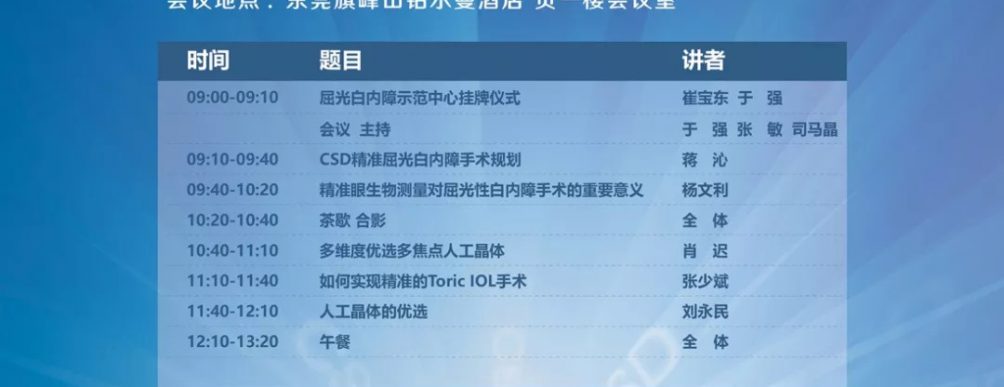 会议地点：东莞旗峰山铂尔曼酒店 负一楼会议室
时间 题目 讲者
09:00-09:10 屈光白内障示范中心挂牌仪式 崔宝东 于 强
会议 主持 于 强 张 敏 司马晶
09:10-09:40 CSD精准屈光白内障手术规划 蒋 沁
09:40-10:20 精准眼生物测量对屈光性白内障手术的重要意义 杨文利
10:20-10:40 茶歇 合影 全 体
10:40-11:10 多维度优选多焦点人工晶体 肖 迟
11:10-11:40 如何实现精准的Toric IOL手术 张少斌
11:40-12:10 人工晶体的优选 刘永民
12:10-13:20 午餐 全 体